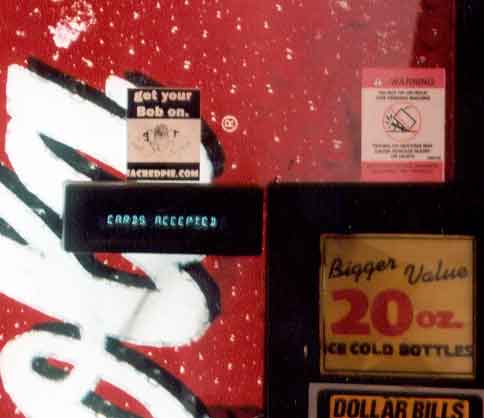 get your
Bob on.
SACREDPIE.COM
®
CARDS ACCEPTED
WARNING
Bigger Value
20 oz.
ICE COLD BOTTLES
DOLLAR BILLS